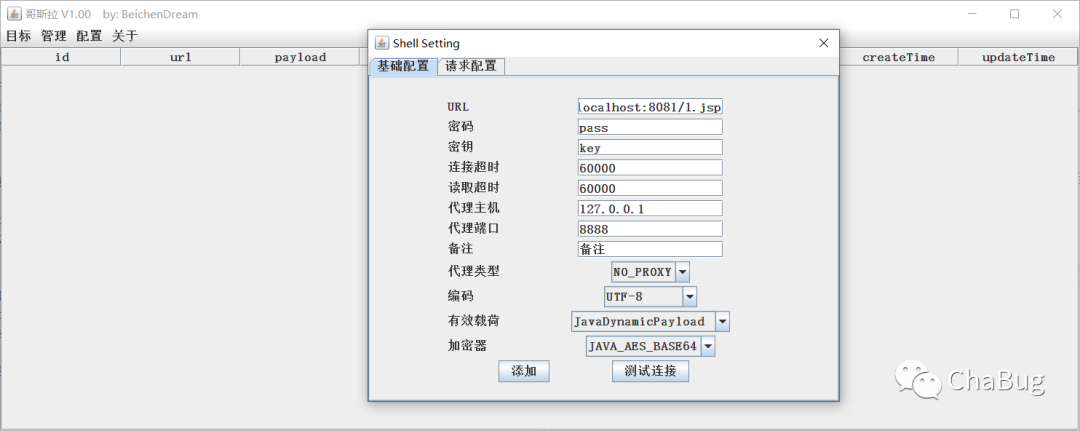 哥斯拉 V1.00 by: BeichenDream
目标 管理 配置 关于
id url payload createTime updateTime
Shell Setting
基础配置 请求配置
URL localhost:8081/1.jsp
密码 pass
密钥 key
连接超时 60000
读取超时 60000
代理主机 127.0.0.1
代理端口 8888
备注 备注
代理类型 NO_PROXY
编码 UTF-8
有效载荷 JavaDynamicPayload
加密器 JAVA_AES_BASE64
添加 测试连接
ChaBug